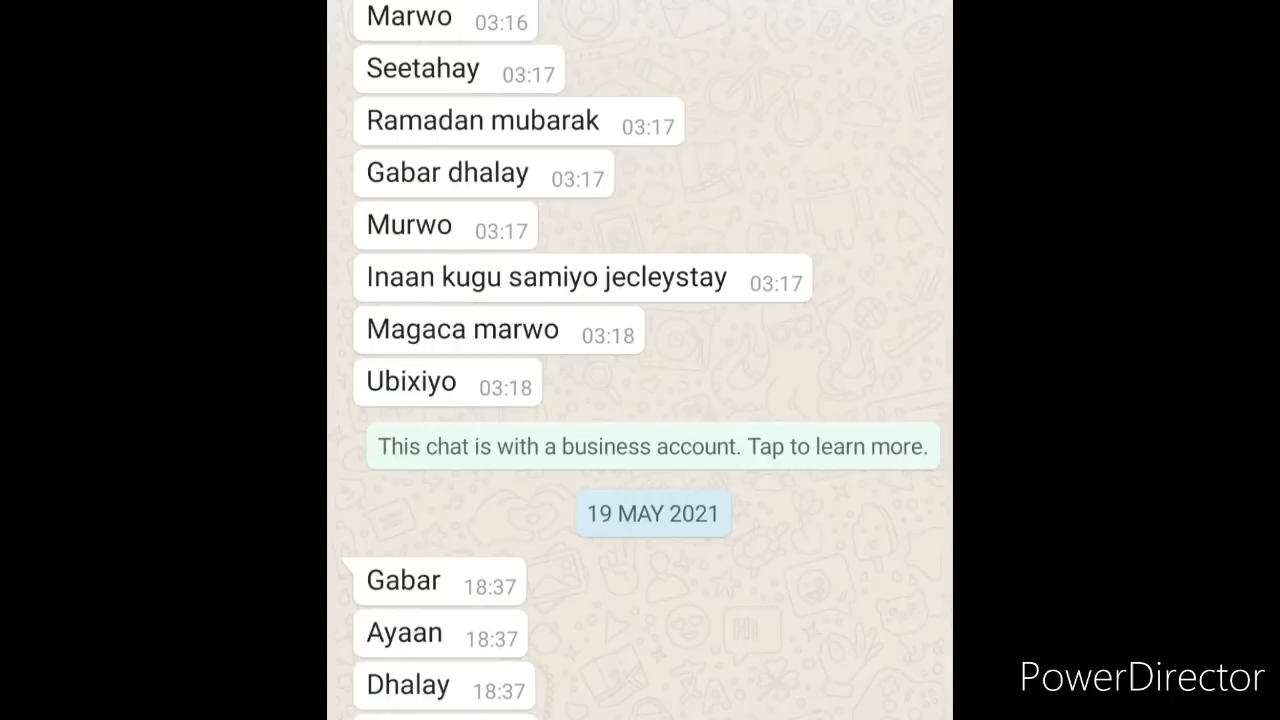 Marwo 03:16
Seetahay 03:17
Ramadan mubarak 03:17
Gabar dhalay 03:17
Murwo 03:17
Inaan kugu samiyo jecleystay 03:17
Magaca marwo 03:18
Ubixiyo 03:18
This chat is with a business account. Tap to learn more.
19 MAY 2021
Gabar 18:37
Ayaan 18:37
Dhalay 18:37
PowerDirector